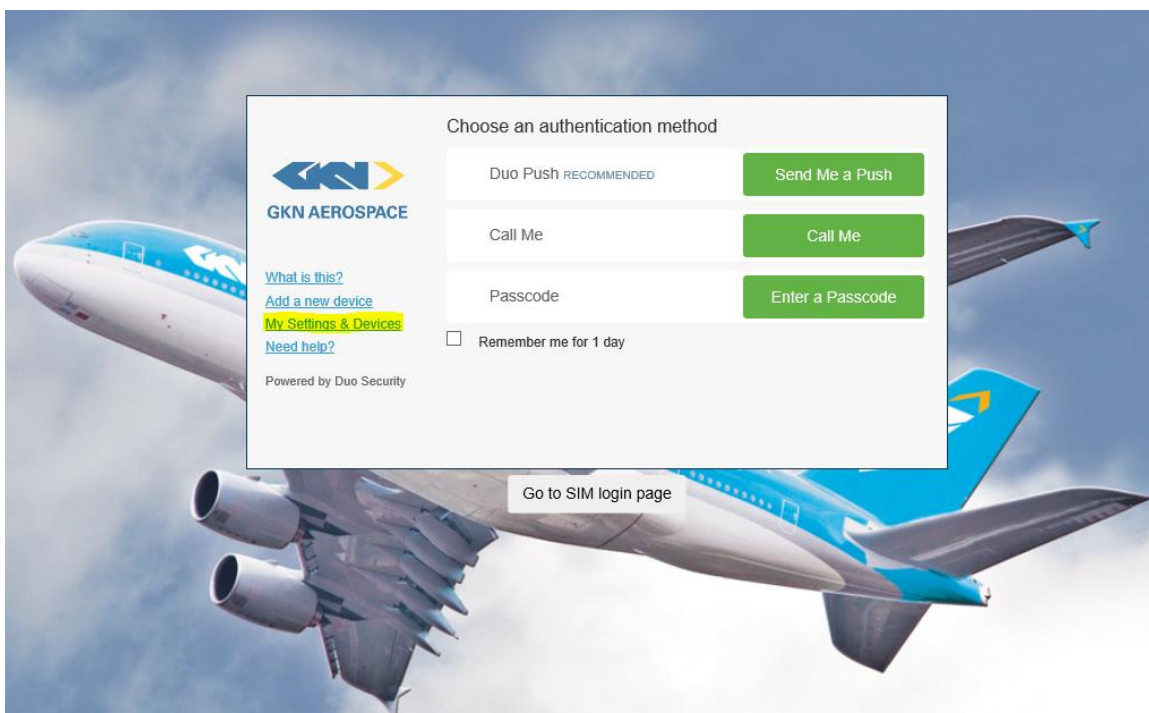 Choose an authentication method
GKN
GKN AEROSPACE
Duo Push RECOMMENDED
Send Me a Push
Call Me
Call Me
Passcode
Enter a Passcode
Remember me for 1 day
What is this?
Add a new device
My Settings & Devices
Need help?
Powered by Duo Security
Go to SIM login page